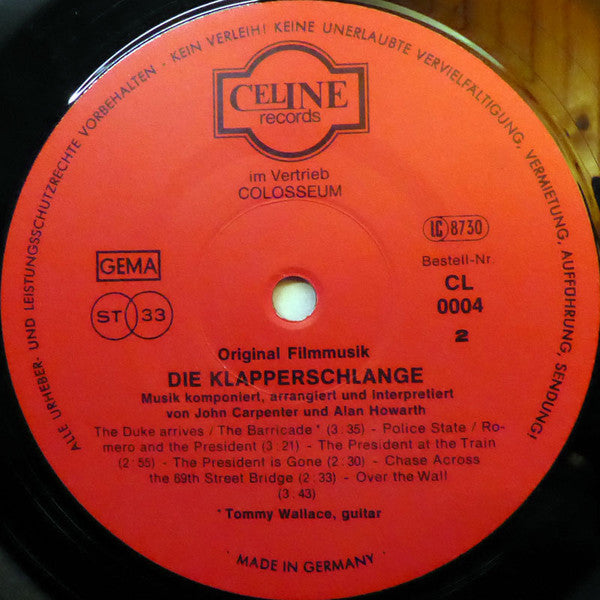 ALLE URHEBER- UND LEISTUNGSSCHUTZRECHTE VORBEHALTEN - KEIN VERLEIH! KEINE UNERLAUBTE VERVIELFÄLTIGUNG, VERMIETUNG, AUFFÜHRUNG, SENDUNG!
CELINE
records
im Vertrieb
COLOSSEUM
LC 8730
Bestell-Nr.
CL
0004
2
GEMA
ST 33
Original Filmmusik
DIE KLAPPERSCHLANGE
Musik komponiert, arrangiert und interpretiert
von John Carpenter und Alan Howarth
The Duke arrives / The Barricade * (3:35) - Police State / Ro-
mero and the President (3:21) - The President at the Train
(2:55) - The President is Gone (2:30) - Chase Across
the 69th Street Bridge (2:33) - Over the Wall
(3:43)
* Tommy Wallace, guitar
· MADE IN GERMANY ·